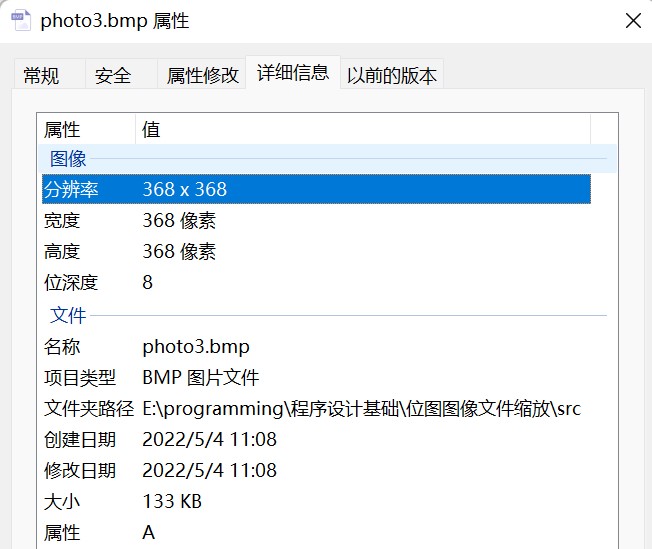 photo3.bmp 属性
常规 安全 属性修改 详细信息 以前的版本
属性 值
图像
分辨率 368 x 368
宽度 368 像素
高度 368 像素
位深度 8
文件
名称 photo3.bmp
项目类型 BMP 图片文件
文件夹路径 E:\programming\程序设计基础\位图图像文件缩放\src
创建日期 2022/5/4 11:08
修改日期 2022/5/4 11:08
大小 133 KB
属性 A